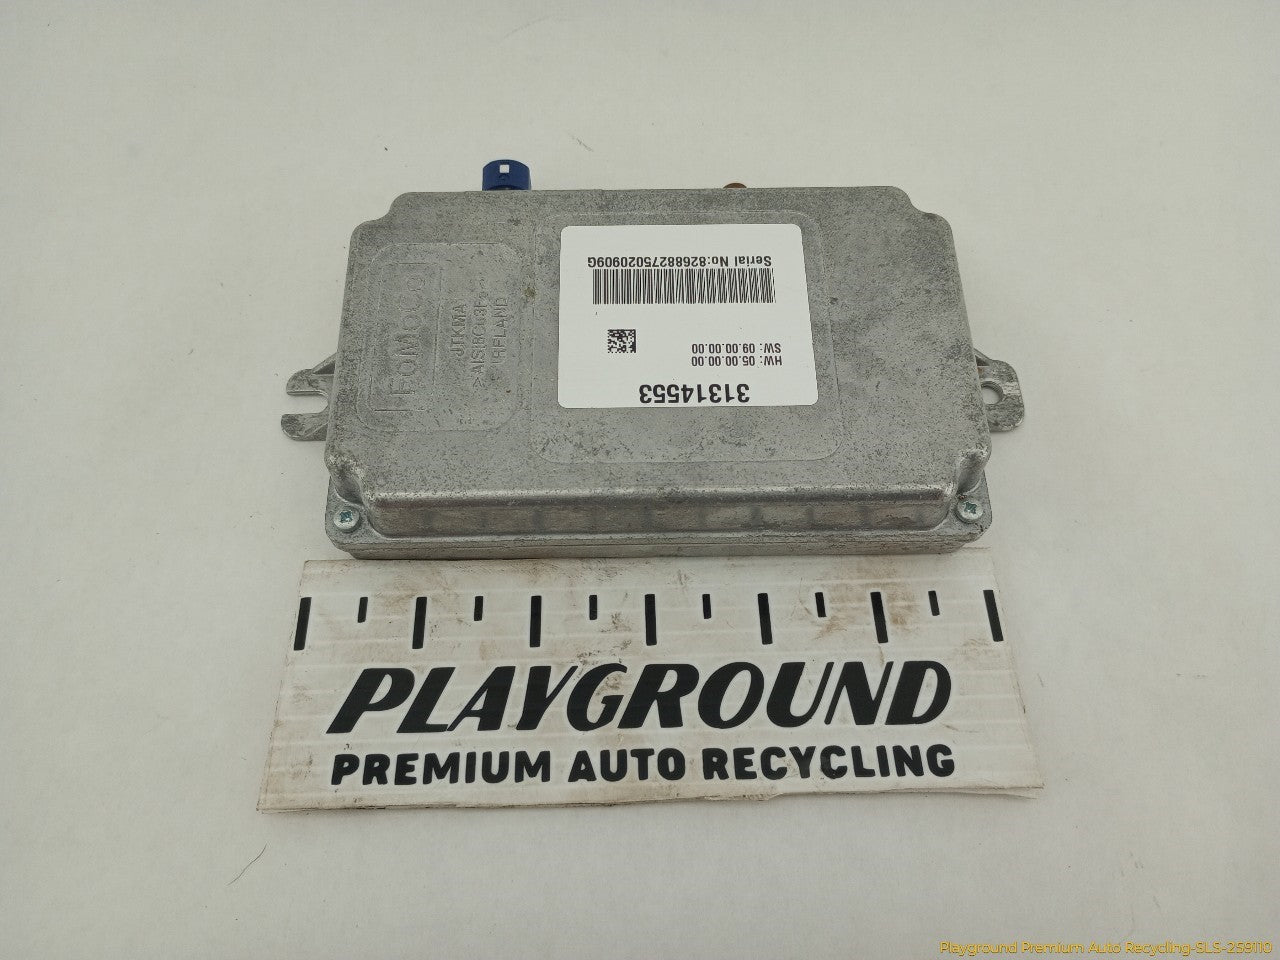 31314553
HW: 05.00.00.00
SW: 09.00.00.00
Serial No:82688275020909G
FOMOCO
JTKMA
IRELAND
PLAYGROUND
PREMIUM AUTO RECYCLING
Playground Premium Auto Recycling-SLS-259110